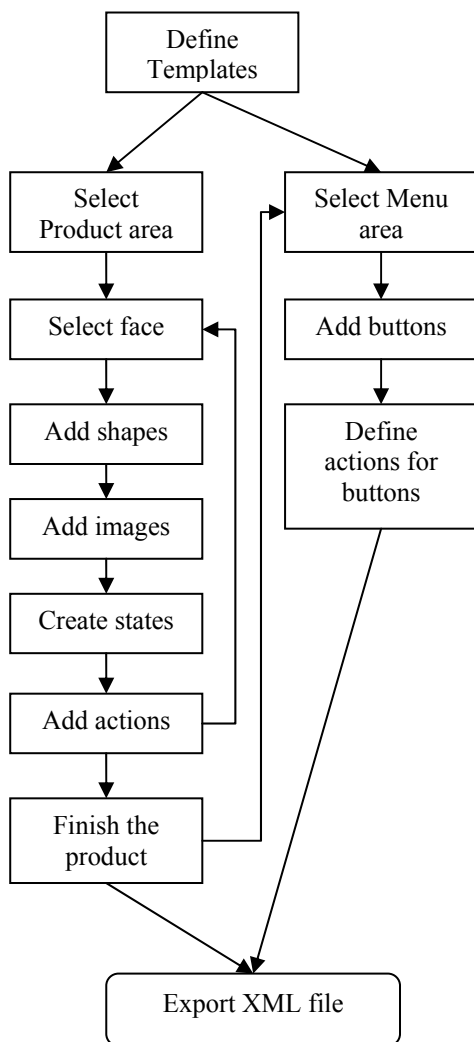 Define
Templates
Select
Product area
Select face
Add shapes
Add images
Create states
Add actions
Finish the
product
Select Menu
area
Add buttons
Define
actions for
buttons
Export XML file